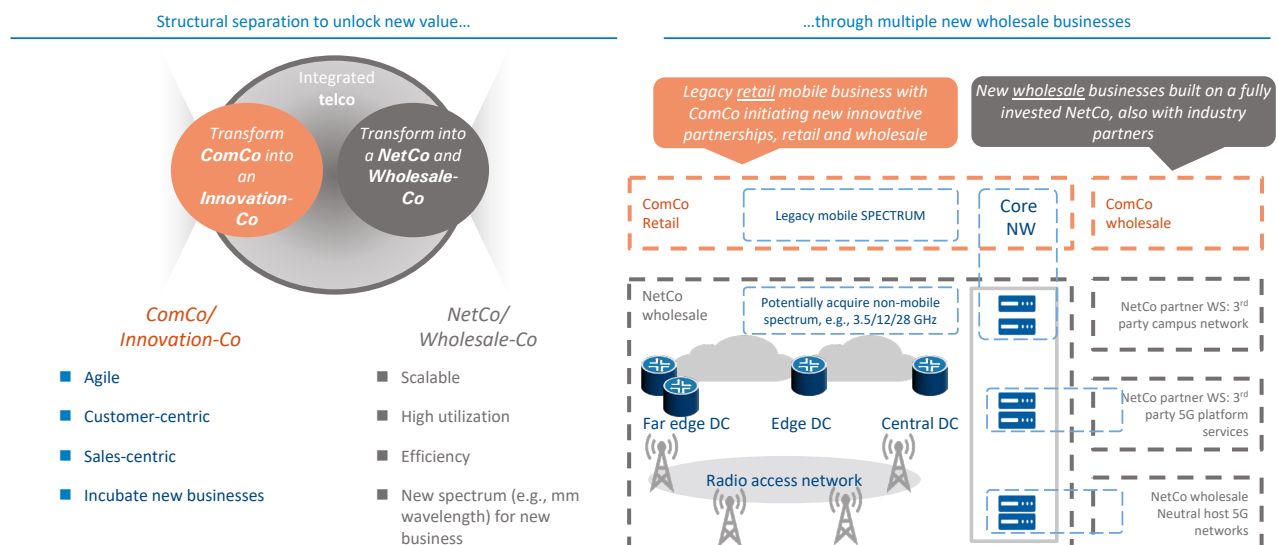 Structural separation to unlock new value…
Integrated
telco
Transform
ComCo into
an
Innovation-
Co
Transform into
a NetCo and
Wholesale-
Co
ComCo/
Innovation-Co
Agile
Customer-centric
Sales-centric
Incubate new businesses
NetCo/
Wholesale-Co
Scalable
High utilization
Efficiency
New spectrum (e.g., mm
wavelength) for new
business
…through multiple new wholesale businesses
Legacy retail mobile business with
ComCo initiating new innovative
partnerships, retail and wholesale
New wholesale businesses built on a fully
invested NetCo, also with industry
partners
ComCo
Retail
Legacy mobile SPECTRUM
Core
NW
ComCo
wholesale
NetCo
wholesale
Potentially acquire non-mobile
spectrum, e.g., 3.5/12/28 GHz
Far edge DC
Edge DC
Central DC
Radio access network
NetCo partner WS: 3rd
party campus network
NetCo partner WS: 3rd
party 5G platform
services
NetCo wholesale
Neutral host 5G
networks